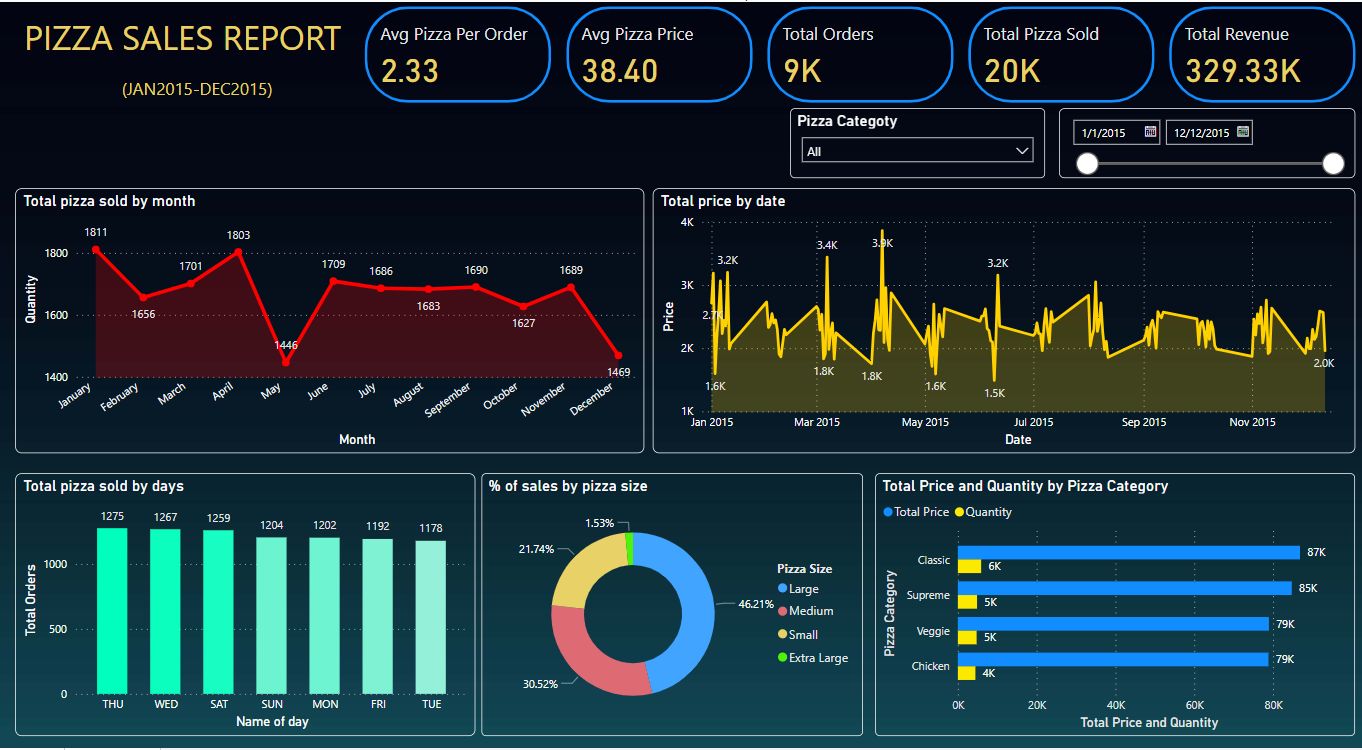 PIZZA SALES REPORT
(JAN2015-DEC2015)
Avg Pizza Per Order
2.33
Avg Pizza Price
38.40
Total Orders
9K
Total Pizza Sold
20K
Total Revenue
329.33K
Pizza Categoty
All
1/1/2015
12/12/2015
Total pizza sold by month
Quantity
1800
1600
1400
1811
1656
1701
1803
1446
1709
1686
1683
1690
1627
1689
1469
January
February
March
April
May
June
July
August
September
October
November
December
Month
Total price by date
Price
4K
3K
2K
1K
2.7K
3.2K
1.6K
3.4K
1.8K
1.8K
3.9K
1.6K
3.2K
1.5K
2.0K
Jan 2015
Mar 2015
May 2015
Jul 2015
Sep 2015
Nov 2015
Date
Total pizza sold by days
Total Orders
1000
500
0
1275
1267
1259
1204
1202
1192
1178
THU
WED
SAT
SUN
MON
FRI
TUE
Name of day
% of sales by pizza size
1.53%
21.74%
46.21%
30.52%
Pizza Size
Large
Medium
Small
Extra Large
Total Price and Quantity by Pizza Category
Total Price
Quantity
Pizza Category
Classic
87K
6K
Supreme
85K
5K
Veggie
79K
5K
Chicken
79K
4K
0K
20K
40K
60K
80K
Total Price and Quantity